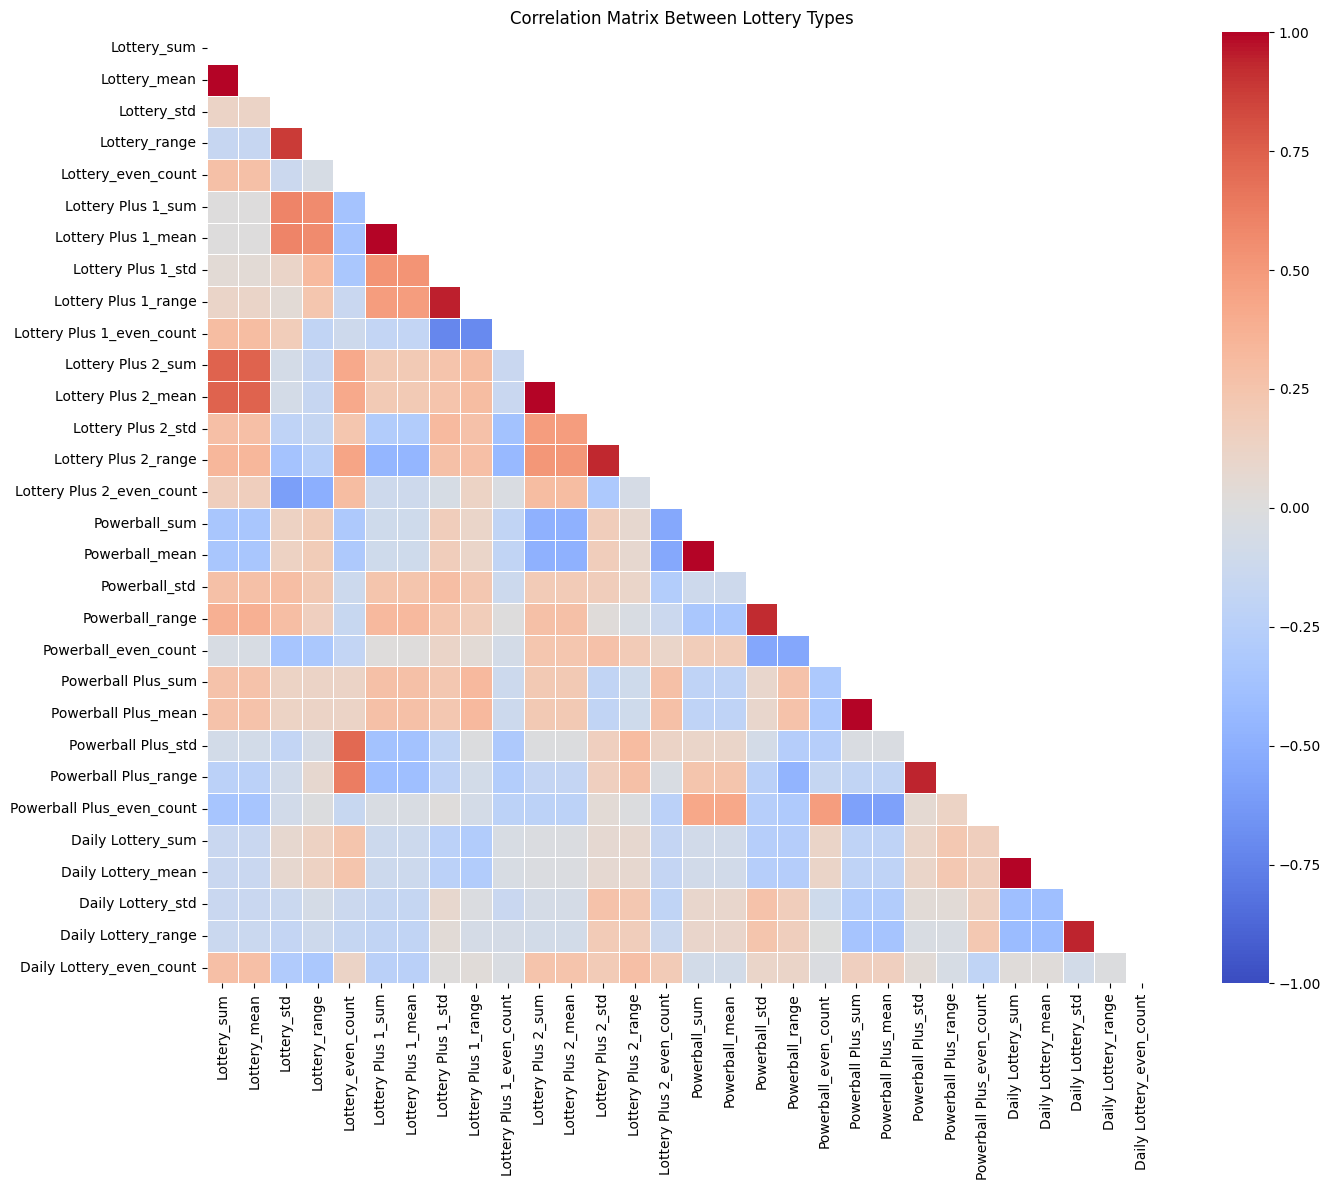 Correlation Matrix Between Lottery Types
Lottery_sum
Lottery_mean
Lottery_std
Lottery_range
Lottery_even_count
Lottery Plus 1_sum
Lottery Plus 1_mean
Lottery Plus 1_std
Lottery Plus 1_range
Lottery Plus 1_even_count
Lottery Plus 2_sum
Lottery Plus 2_mean
Lottery Plus 2_std
Lottery Plus 2_range
Lottery Plus 2_even_count
Powerball_sum
Powerball_mean
Powerball_std
Powerball_range
Powerball_even_count
Powerball Plus_sum
Powerball Plus_mean
Powerball Plus_std
Powerball Plus_range
Powerball Plus_even_count
Daily Lottery_sum
Daily Lottery_mean
Daily Lottery_std
Daily Lottery_range
Daily Lottery_even_count
Lottery_sum
Lottery_mean
Lottery_std
Lottery_range
Lottery_even_count
Lottery Plus 1_sum
Lottery Plus 1_mean
Lottery Plus 1_std
Lottery Plus 1_range
Lottery Plus 1_even_count
Lottery Plus 2_sum
Lottery Plus 2_mean
Lottery Plus 2_std
Lottery Plus 2_range
Lottery Plus 2_even_count
Powerball_sum
Powerball_mean
Powerball_std
Powerball_range
Powerball_even_count
Powerball Plus_sum
Powerball Plus_mean
Powerball Plus_std
Powerball Plus_range
Powerball Plus_even_count
Daily Lottery_sum
Daily Lottery_mean
Daily Lottery_std
Daily Lottery_range
Daily Lottery_even_count
1.00
0.75
0.50
0.25
0.00
−0.25
−0.50
−0.75
−1.00